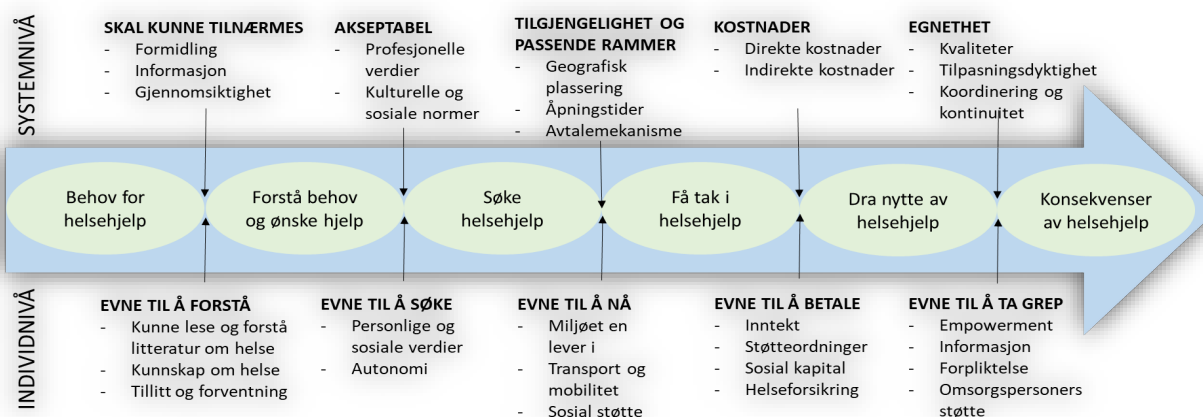 SYSTEMNIVÅ
SKAL KUNNE TILNÆRMES
- Formidling
- Informasjon
- Gjennomsiktighet
AKSEPTABEL
- Profesjonelle
verdier
- Kulturelle og
sosiale normer
TILGJENGELIGHET OG
PASSENDE RAMMER
- Geografisk
plassering
- Åpningstider
- Avtalemekanisme
KOSTNADER
- Direkte kostnader
- Indirekte kostnader
EGNETHET
- Kvaliteter
- Tilpasningsdyktighet
- Koordinering og
kontinuitet
Behov for
helsehjelp
Forstå behov
og ønske hjelp
Søke
helsehjelp
Få tak i
helsehjelp
Dra nytte av
helsehjelp
Konsekvenser
av helsehjelp
INDIVIDNIVÅ
EVNE TIL Å FORSTÅ
- Kunne lese og forstå
litteratur om helse
- Kunnskap om helse
- Tillitt og forventning
EVNE TIL Å SØKE
- Personlige og
sosiale verdier
- Autonomi
EVNE TIL Å NÅ
- Miljøet en
lever i
- Transport og
mobilitet
- Sosial støtte
EVNE TIL Å BETALE
- Inntekt
- Støtteordninger
- Sosial kapital
- Helseforsikring
EVNE TIL Å TA GREP
- Empowerment
- Informasjon
- Forpliktelse
- Omsorgspersoners
støtte